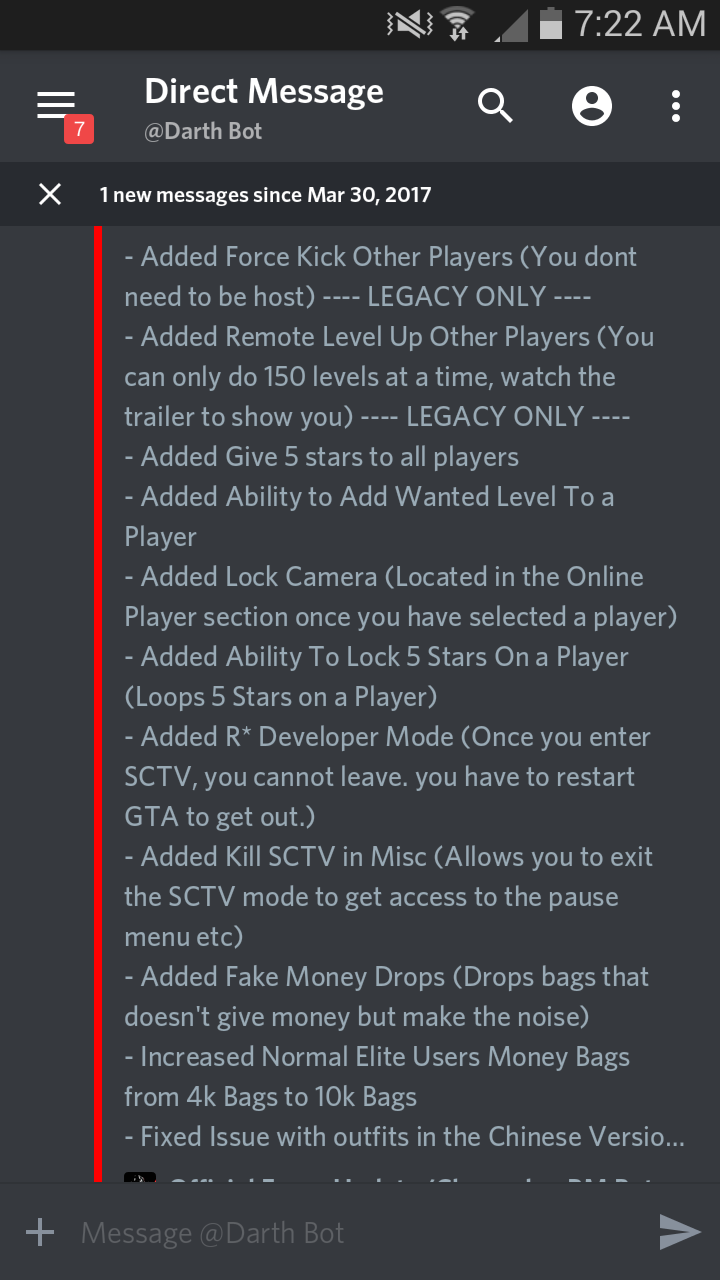 7:22 AM
Direct Message
7
@Darth Bot
1 new messages since Mar 30, 2017
- Added Force Kick Other Players (You dont
need to be host) ---- LEGACY ONLY ----
- Added Remote Level Up Other Players (You
can only do 150 levels at a time, watch the
trailer to show you) ---- LEGACY ONLY ----
- Added Give 5 stars to all players
- Added Ability to Add Wanted Level To a
Player
- Added Lock Camera (Located in the Online
Player section once you have selected a player)
- Added Ability To Lock 5 Stars On a Player
(Loops 5 Stars on a Player)
- Added R* Developer Mode (Once you enter
SCTV, you cannot leave. you have to restart
GTA to get out.)
- Added Kill SCTV in Misc (Allows you to exit
the SCTV mode to get access to the pause
menu etc)
- Added Fake Money Drops (Drops bags that
doesn't give money but make the noise)
- Increased Normal Elite Users Money Bags
from 4k Bags to 10k Bags
- Fixed Issue with outfits in the Chinese Versio...
Message @Darth Bot